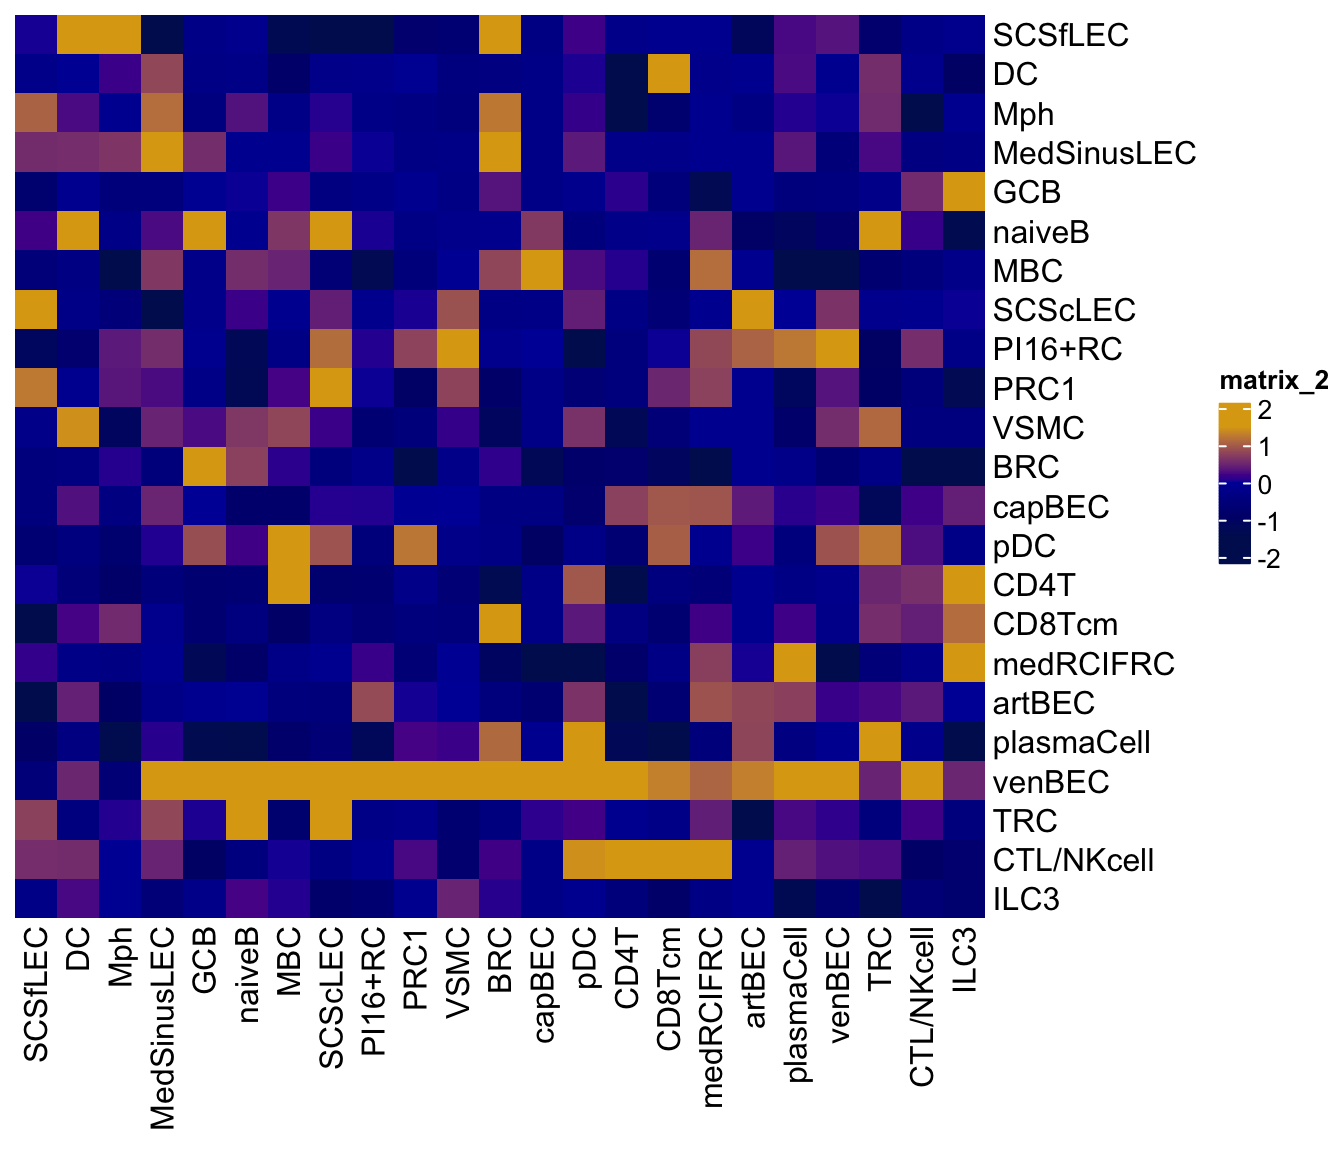 SCSfLEC
DC
Mph
MedSinusLEC
GCB
naiveB
MBC
SCScLEC
PI16+RC
PRC1
VSMC
BRC
capBEC
pDC
CD4T
CD8Tcm
medRCIFRC
artBEC
plasmaCell
venBEC
TRC
CTL/NKcell
ILC3
matrix_2
2
1
0
-1
-2
SCSfLEC
DC
Mph
MedSinusLEC
GCB
naiveB
MBC
SCScLEC
PI16+RC
PRC1
VSMC
BRC
capBEC
pDC
CD4T
CD8Tcm
medRCIFRC
artBEC
plasmaCell
venBEC
TRC
CTL/NKcell
ILC3